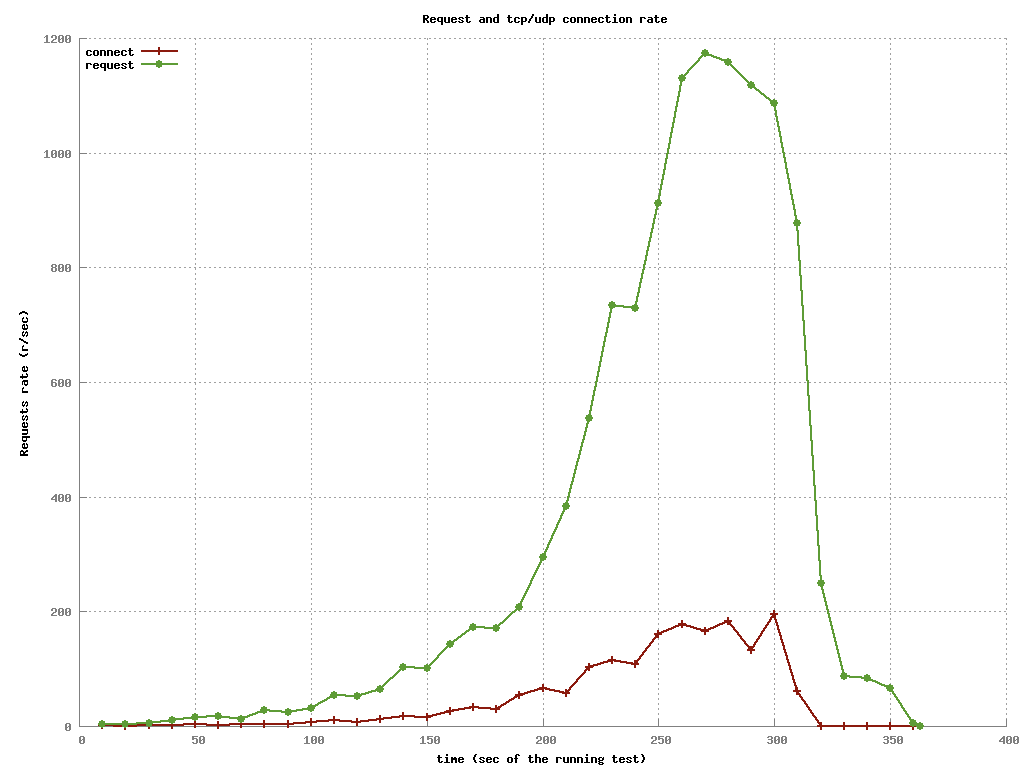 Request and tcp/udp connection rate
connect
request
1200
1000
800
600
400
200
0
Requests rate (r/sec)
0 50 100 150 200 250 300 350 400
time (sec of the running test)